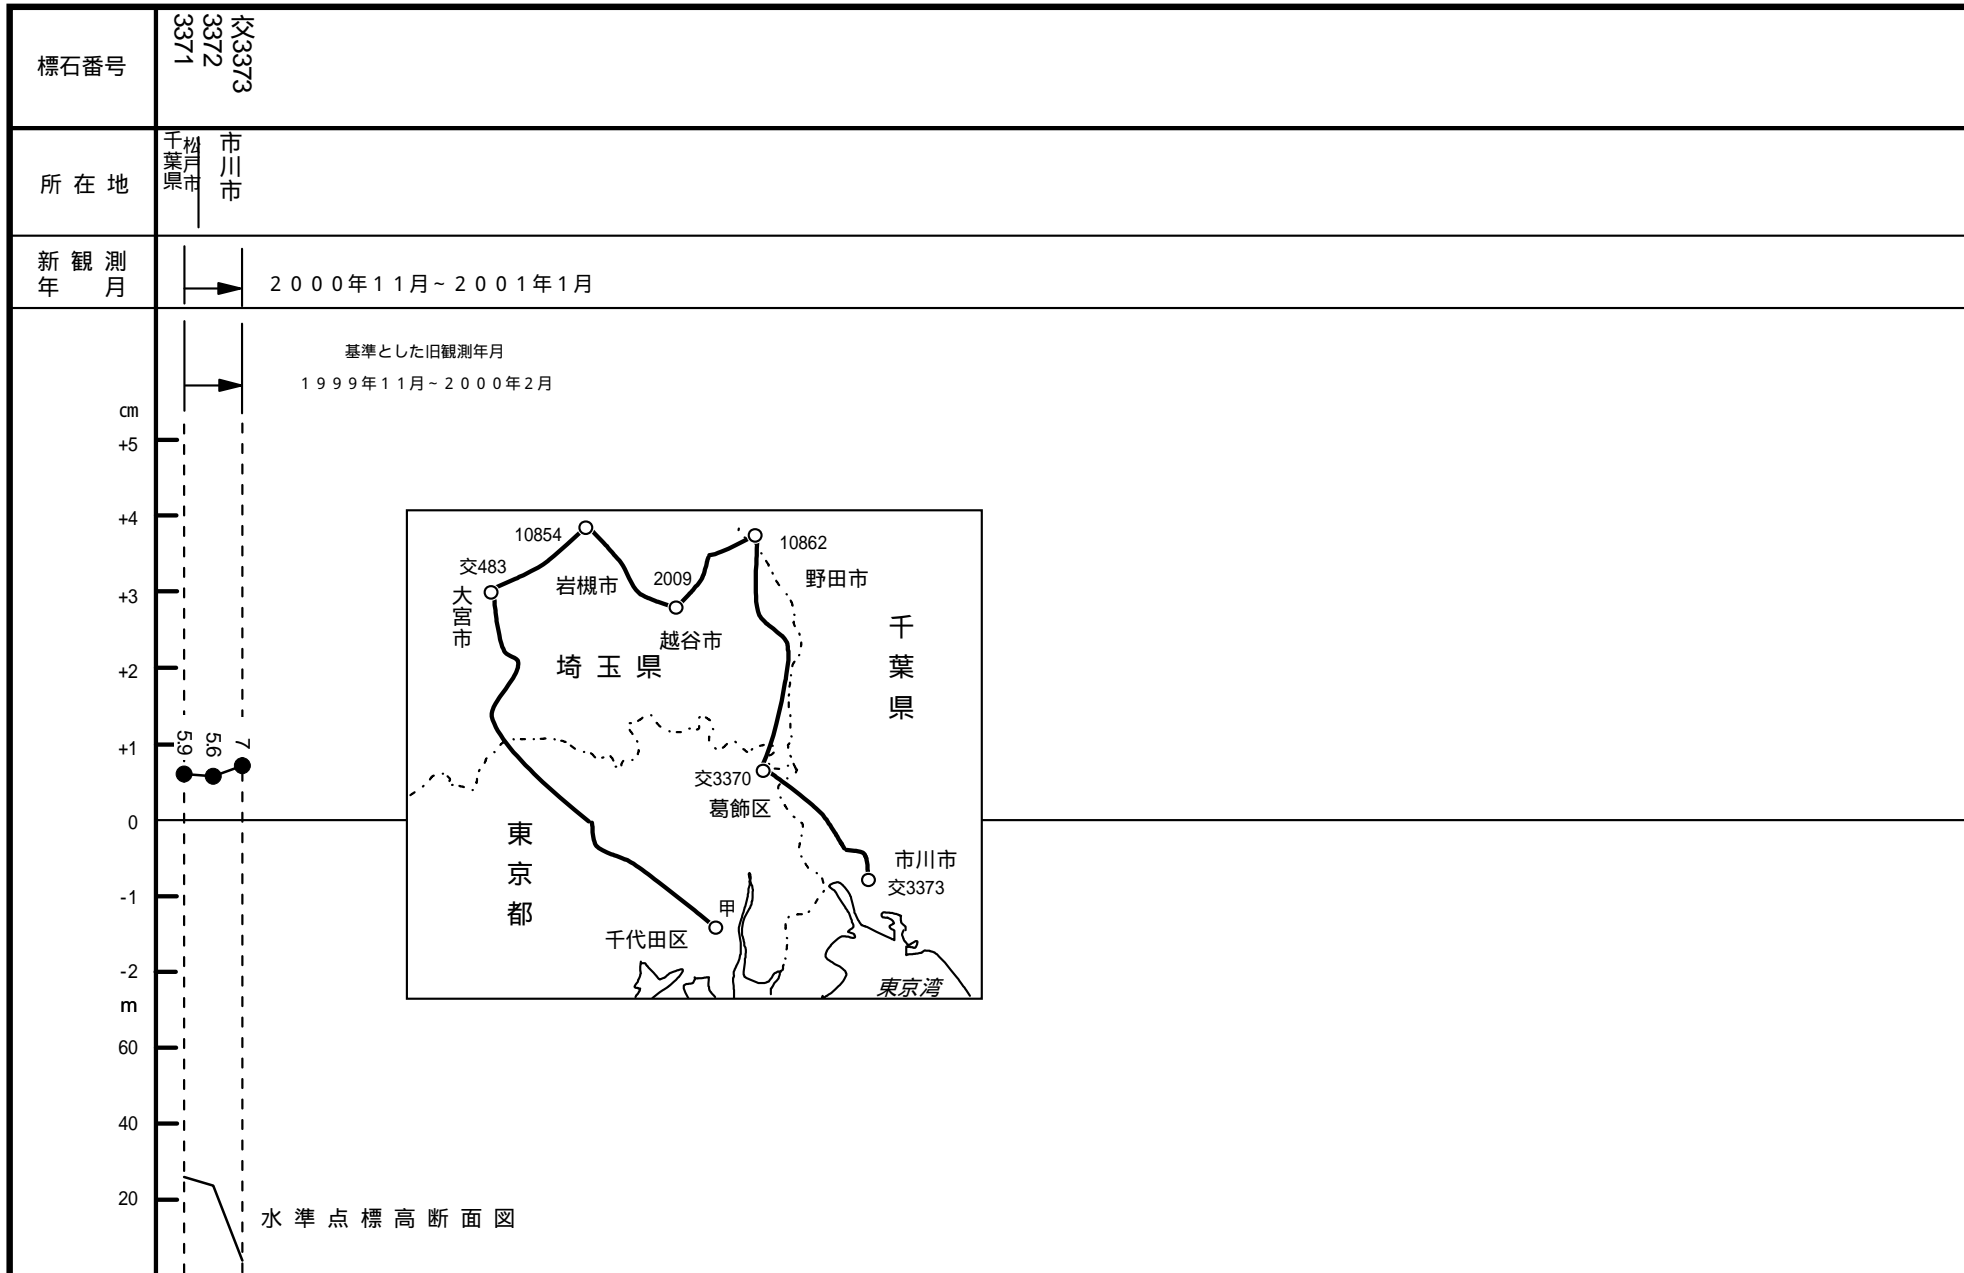 標石番号
3371
3372
交3373
所在地
千葉県
松戸市
市川市
新観測
年 月
2000年11月~2001年1月
基準とした旧観測年月
1999年11月~2000年2月
cm
+5
+4
+3
+2
+1
0
-1
-2
m
60
40
20
5.9
5.6
7
10854
10862
交483
岩槻市
2009
野田市
大宮市
越谷市
埼玉県
千葉県
交3370
葛飾区
東京都
市川市
交3373
甲
千代田区
東京湾
水準点標高断面図